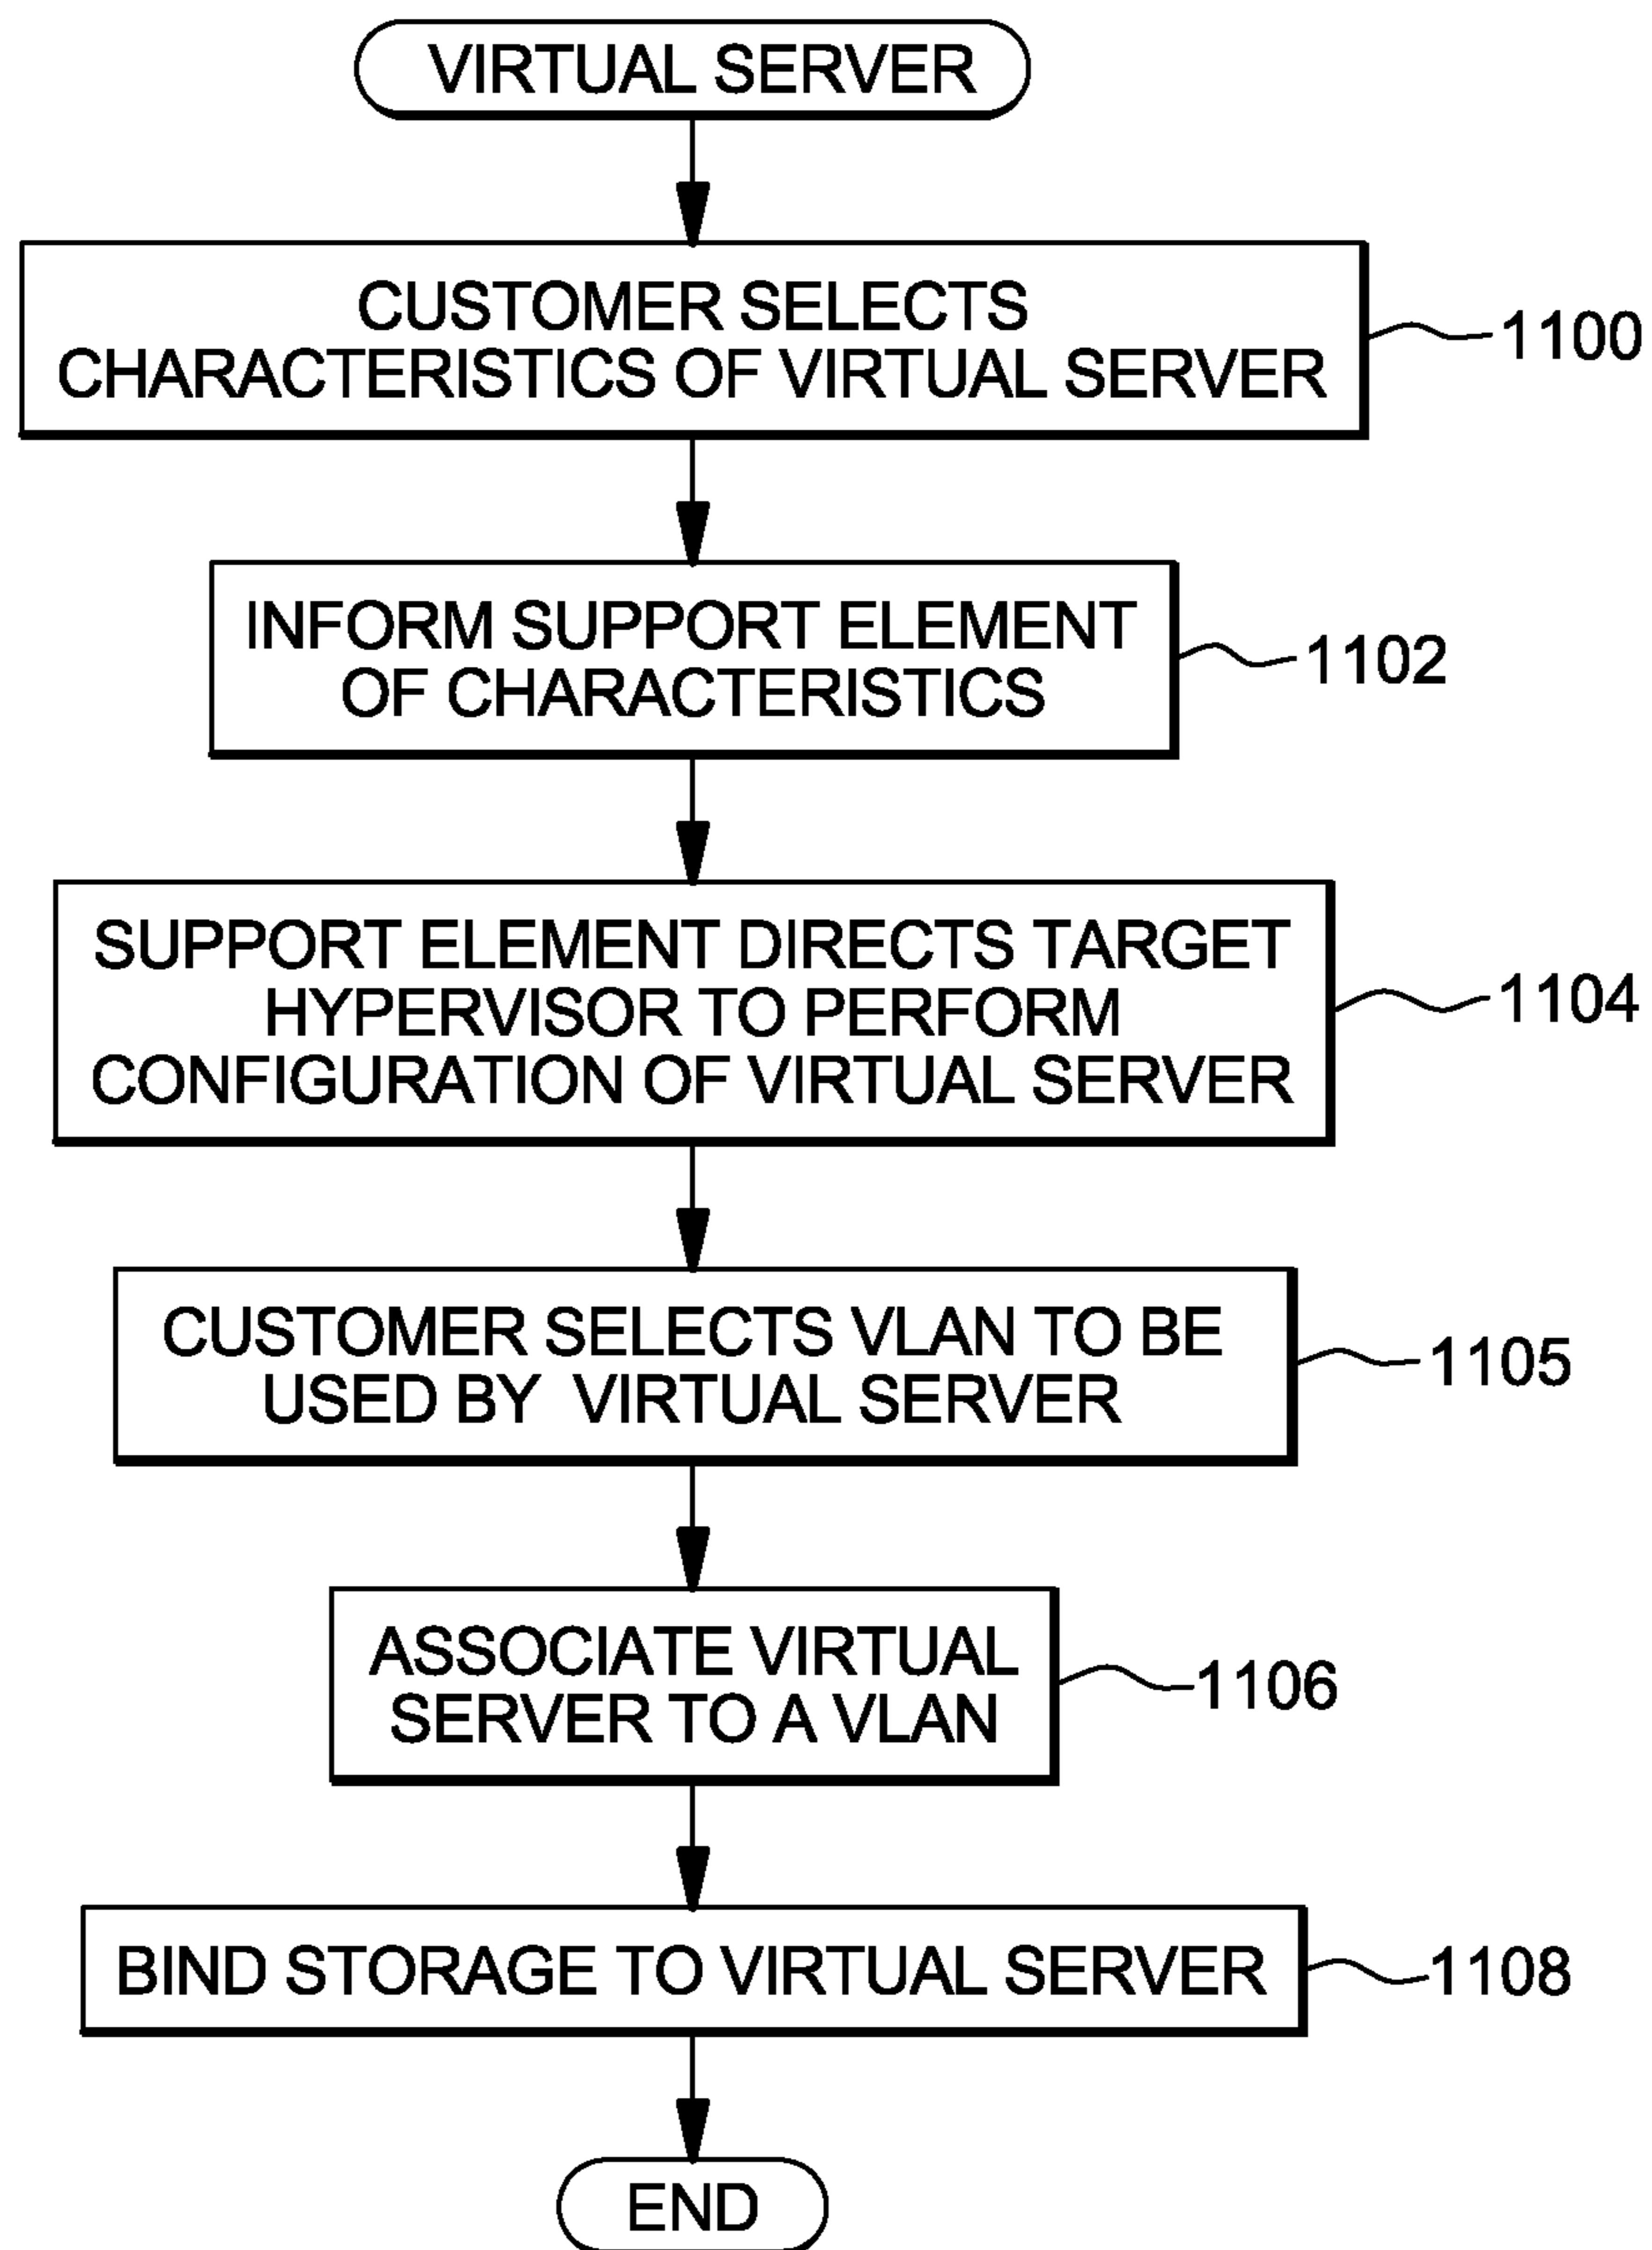 VIRTUAL SERVER
CUSTOMER SELECTS
CHARACTERISTICS OF VIRTUAL SERVER
1100
INFORM SUPPORT ELEMENT
OF CHARACTERISTICS
1102
SUPPORT ELEMENT DIRECTS TARGET
HYPERVISOR TO PERFORM
CONFIGURATION OF VIRTUAL SERVER
1104
CUSTOMER SELECTS VLAN TO BE
USED BY VIRTUAL SERVER
1105
ASSOCIATE VIRTUAL
SERVER TO A VLAN
1106
BIND STORAGE TO VIRTUAL SERVER
1108
END